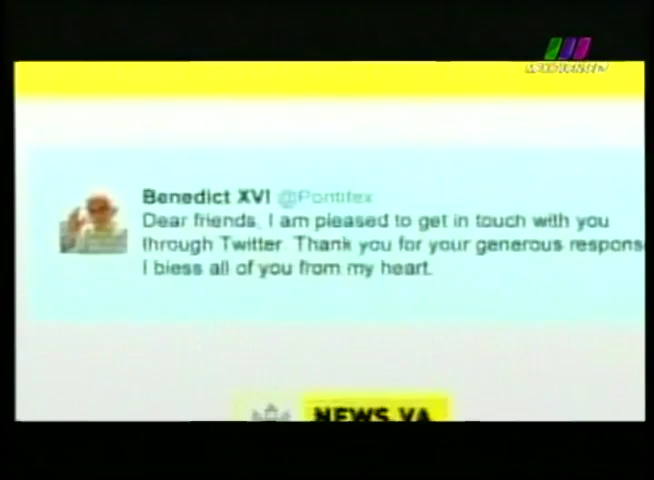 Benedict XVI @Pontifex
Dear friends, I am pleased to get in touch with you
through Twitter. Thank you for your generous respons
I bless all of you from my heart.
NEWS.VA